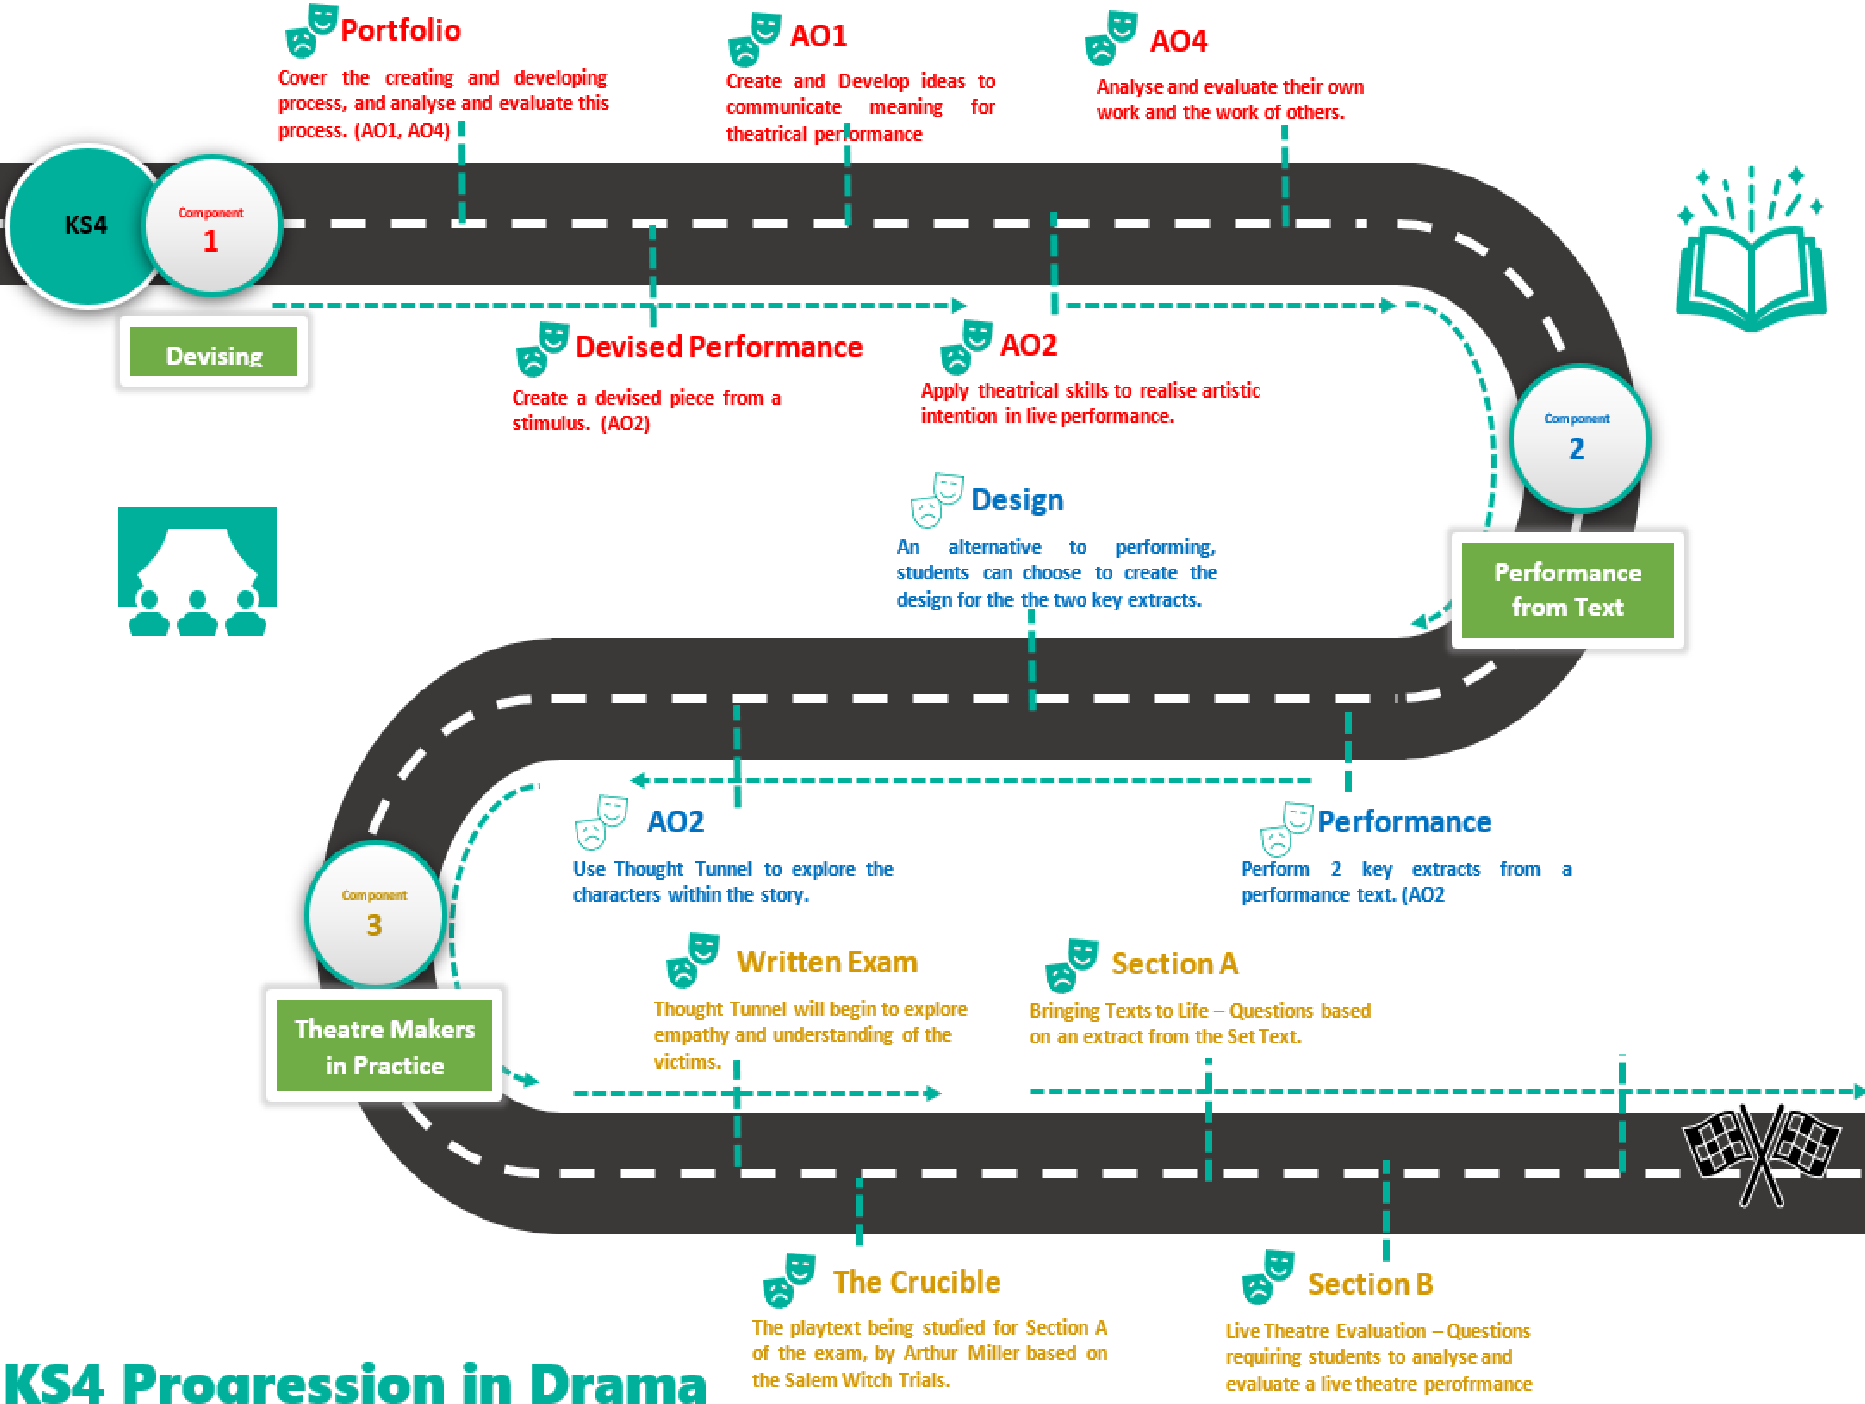 Portfolio
Cover the creating and developing
process, and analyse and evaluate this
process. (AO1, AO4)
AO1
Create and Develop ideas to
communicate meaning for
theatrical performance
AO4
Analyse and evaluate their own
work and the work of others.
KS4
Component
1
Devising
Devised Performance
Create a devised piece from a
stimulus. (AO2)
AO2
Apply theatrical skills to realise artistic
intention in live performance.
Component
2
Performance
from Text
Design
An alternative to performing,
students can choose to create the
design for the the two key extracts.
Performance
Perform 2 key extracts from a
performance text. (AO2
AO2
Use Thought Tunnel to explore the
characters within the story.
Component
3
Theatre Makers
in Practice
Written Exam
Thought Tunnel will begin to explore
empathy and understanding of the
victims.
Section A
Bringing Texts to Life – Questions based
on an extract from the Set Text.
The Crucible
The playtext being studied for Section A
of the exam, by Arthur Miller based on
the Salem Witch Trials.
Section B
Live Theatre Evaluation – Questions
requiring students to analyse and
evaluate a live theatre perofrmance
KS4 Progression in Drama